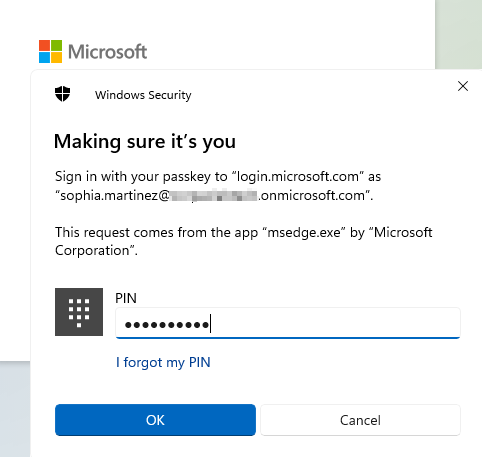 Microsoft
Windows Security
Making sure it’s you
Sign in with your passkey to “login.microsoft.com” as
“sophia.martinez@ .onmicrosoft.com”.
This request comes from the app “msedge.exe” by “Microsoft
Corporation”.
PIN
••••••••••
I forgot my PIN
OK
Cancel